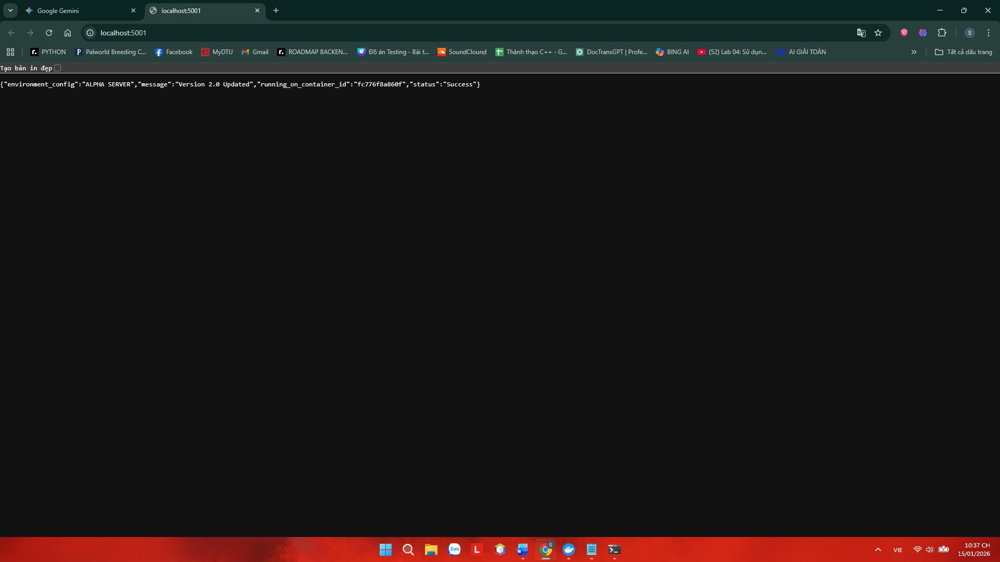 Google Gemini
localhost:5001
localhost:5001
PYTHON
Palworld Breeding C...
Facebook
MyDTU
Gmail
ROADMAP BACKEN...
Đồ án Testing - Bài t...
SoundClound
Thành thạo C++ - G...
DocTransGPT | Profe...
BING AI
(52) Lab 04: Sử dụn...
AI GIẢI TOÁN
Tất cả dấu trang
Tạo bản in đẹp
{"environment_config":"ALPHA SERVER","message":"Version 2.0 Updated","running_on_container_id":"fc776f8a860f","status":"Success"}
Zalo
L
VIE
10:37 CH
15/01/2026